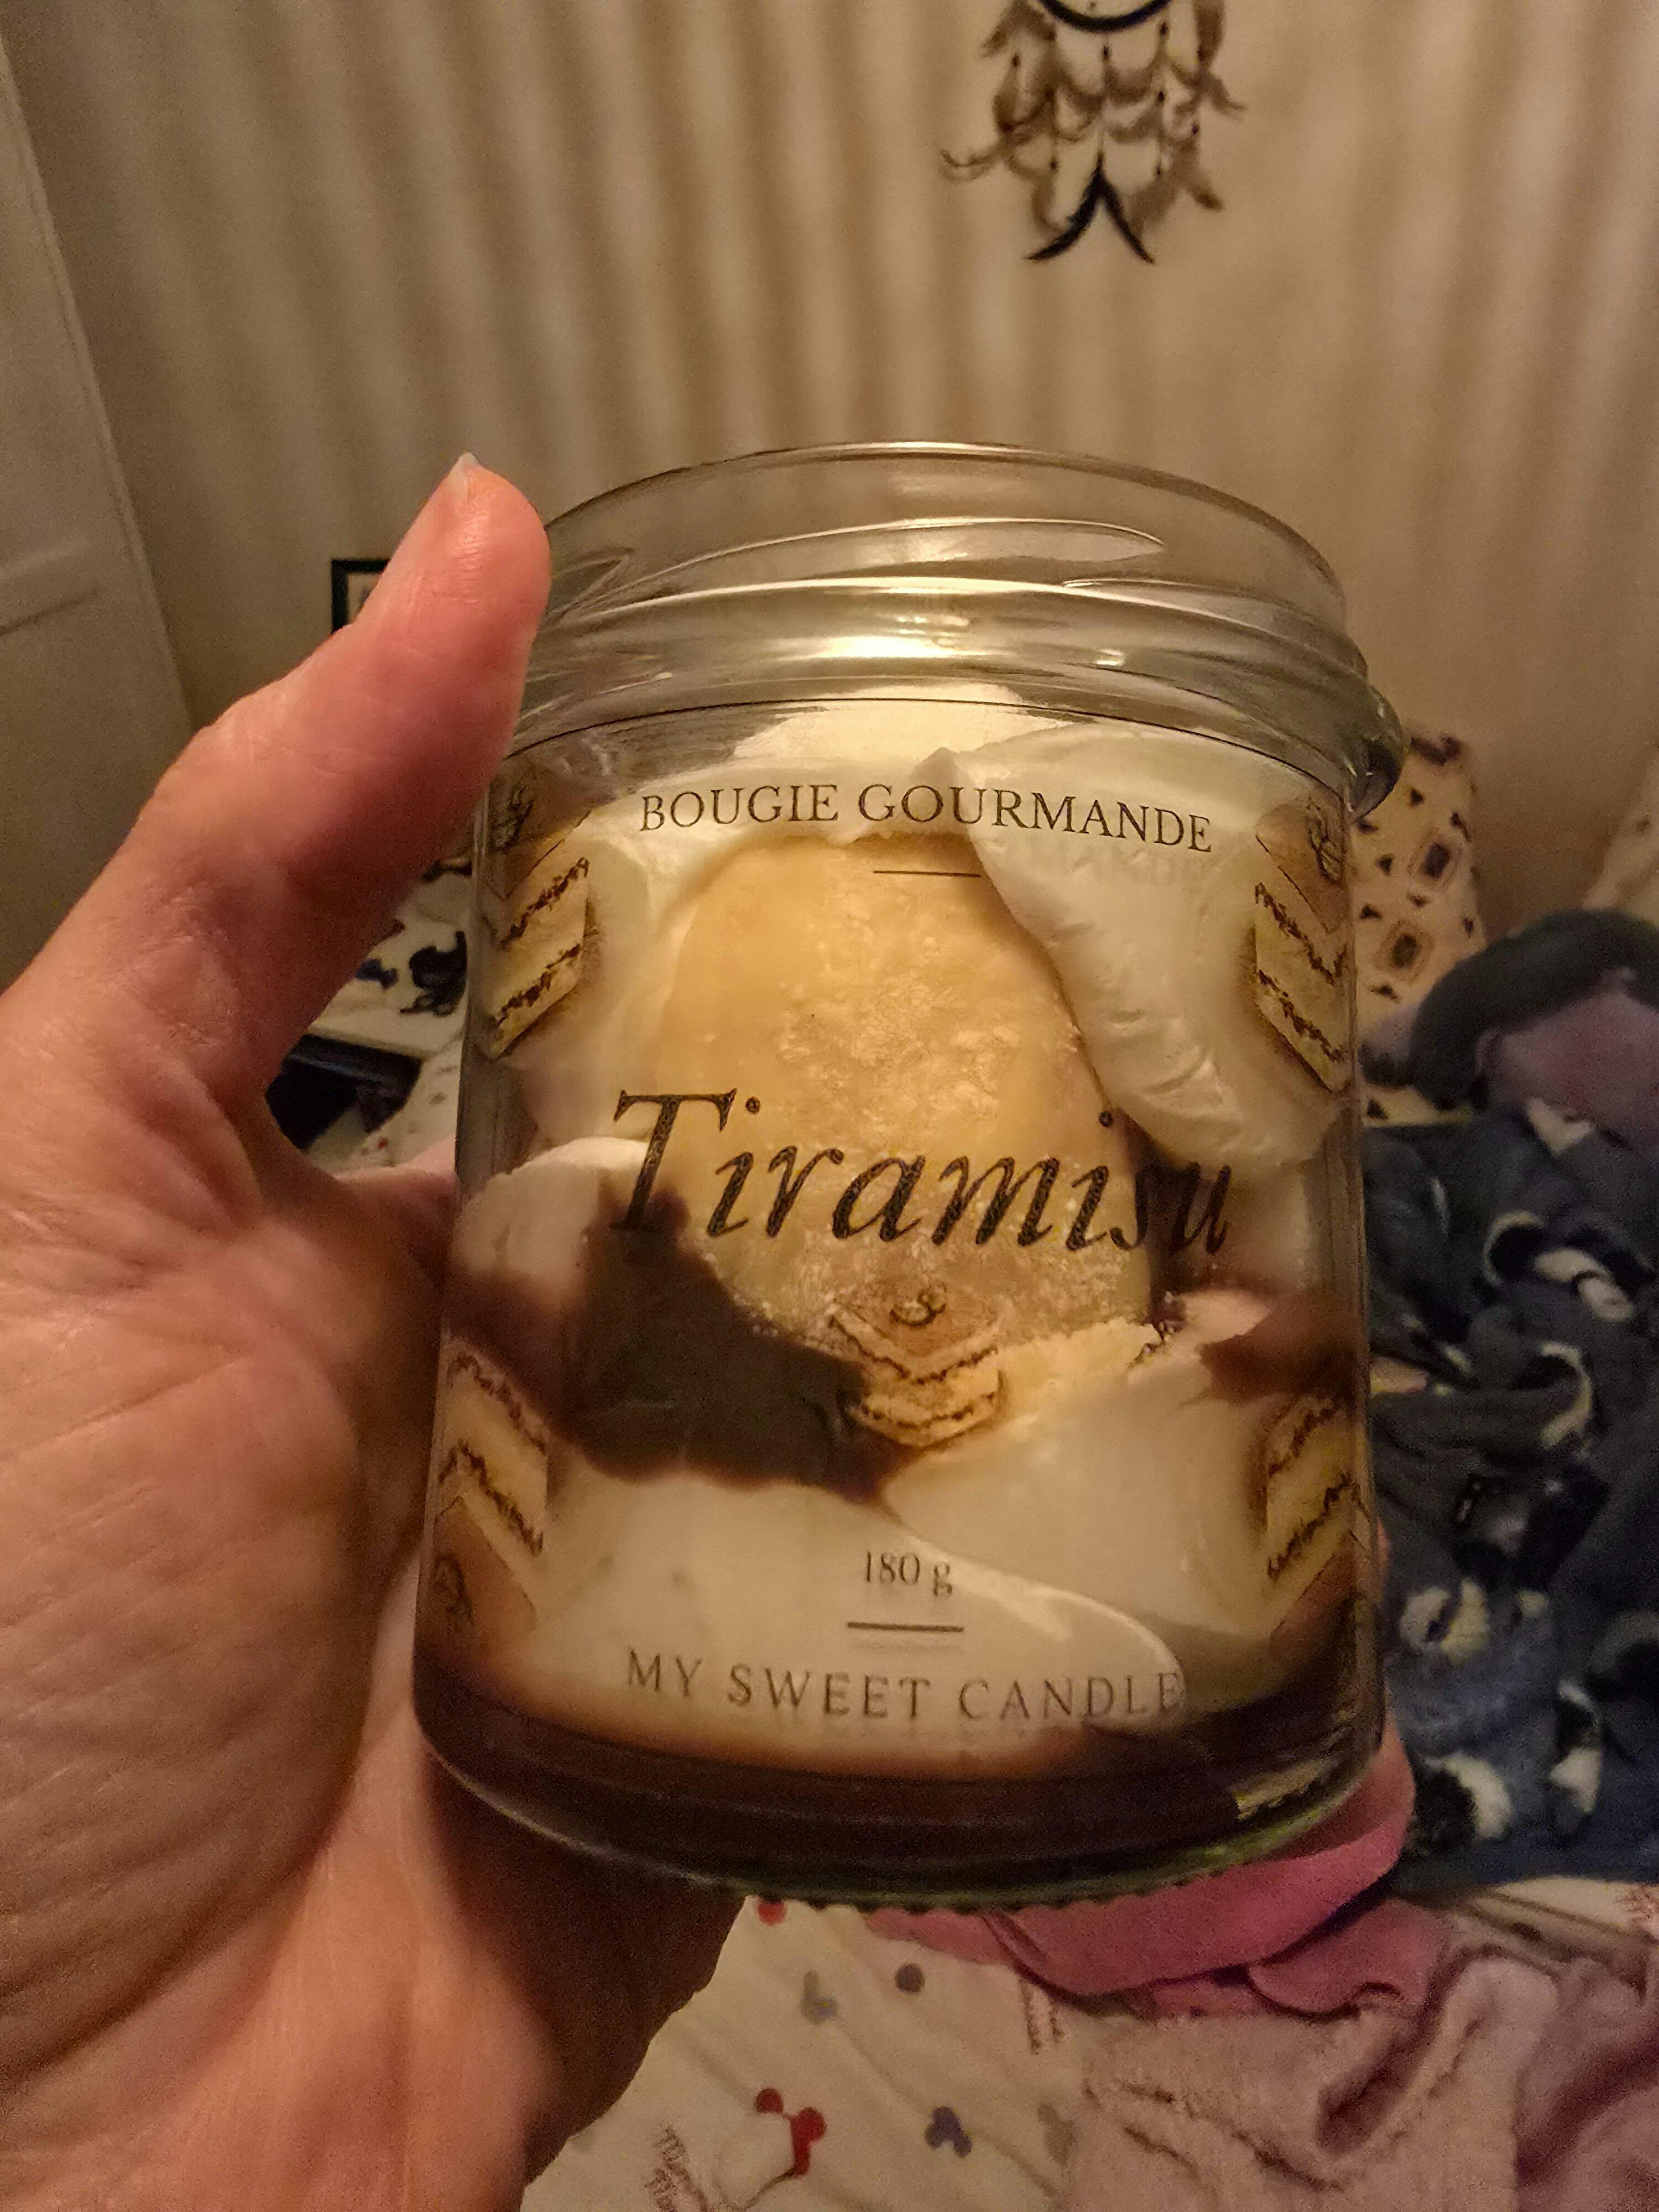 BOUGIE GOURMANDE
Tiramisu
180 g
MY SWEET CANDLE